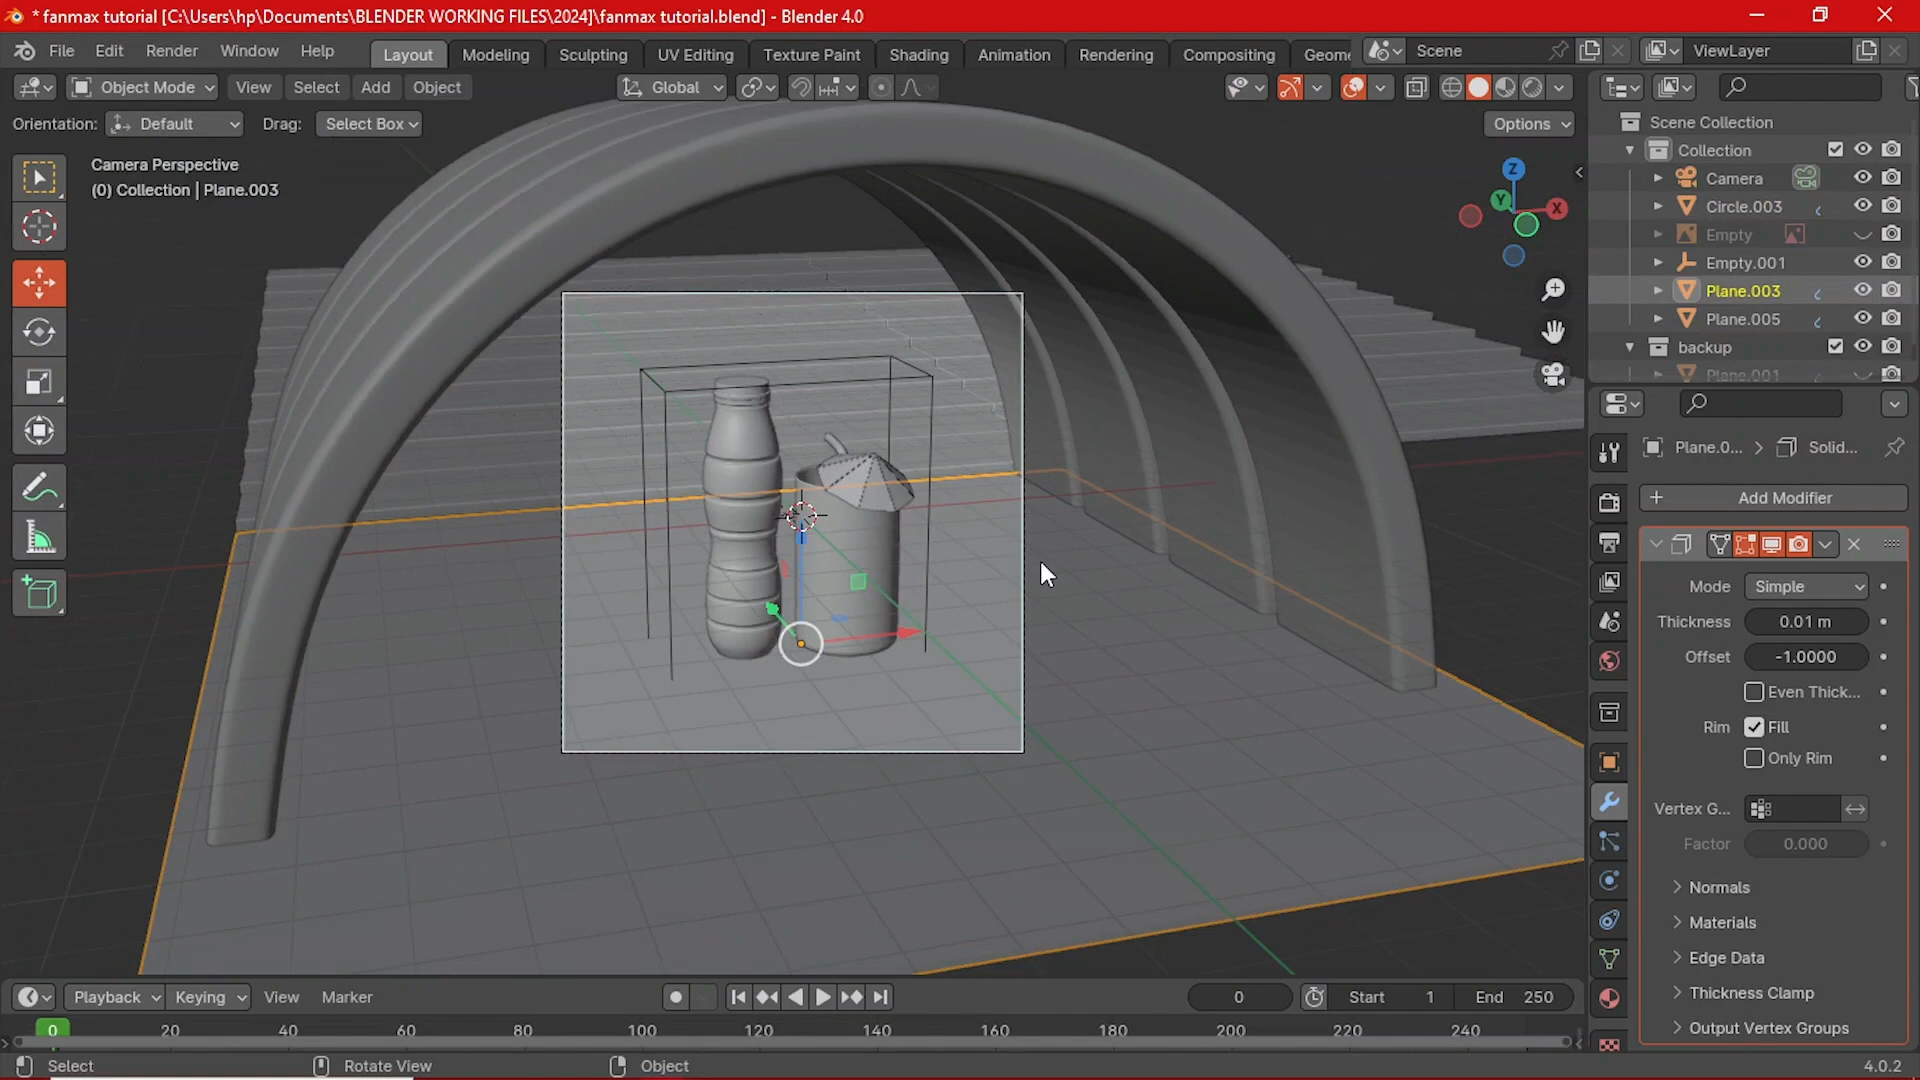 * fanmax tutorial [C:\Users\hp\Documents\BLENDER WORKING FILES\2024]\fanmax tutorial.blend] - Blender 4.0
File Edit Render Window Help Layout Modeling Sculpting UV Editing Texture Paint Shading Animation Rendering Compositing Geome Scene ViewLayer
Object Mode View Select Add Object Global
Orientation: Default Drag: Select Box Options
Camera Perspective
(0) Collection | Plane.003
Z
Y
X
Scene Collection
Collection
Camera
Circle.003
Empty
Empty.001
Plane.003
Plane.005
backup
Plane.001
Plane.0... > Solid...
+ Add Modifier
Mode Simple
Thickness 0.01 m
Offset -1.0000
Even Thick...
Rim Fill
Only Rim
Vertex G...
Factor 0.000
Normals
Materials
Edge Data
Thickness Clamp
Output Vertex Groups
Playback Keying View Marker 0 Start 1 End 250
0 20 40 60 80 100 120 140 160 180 200 220 240
Select Rotate View Object 4.0.2